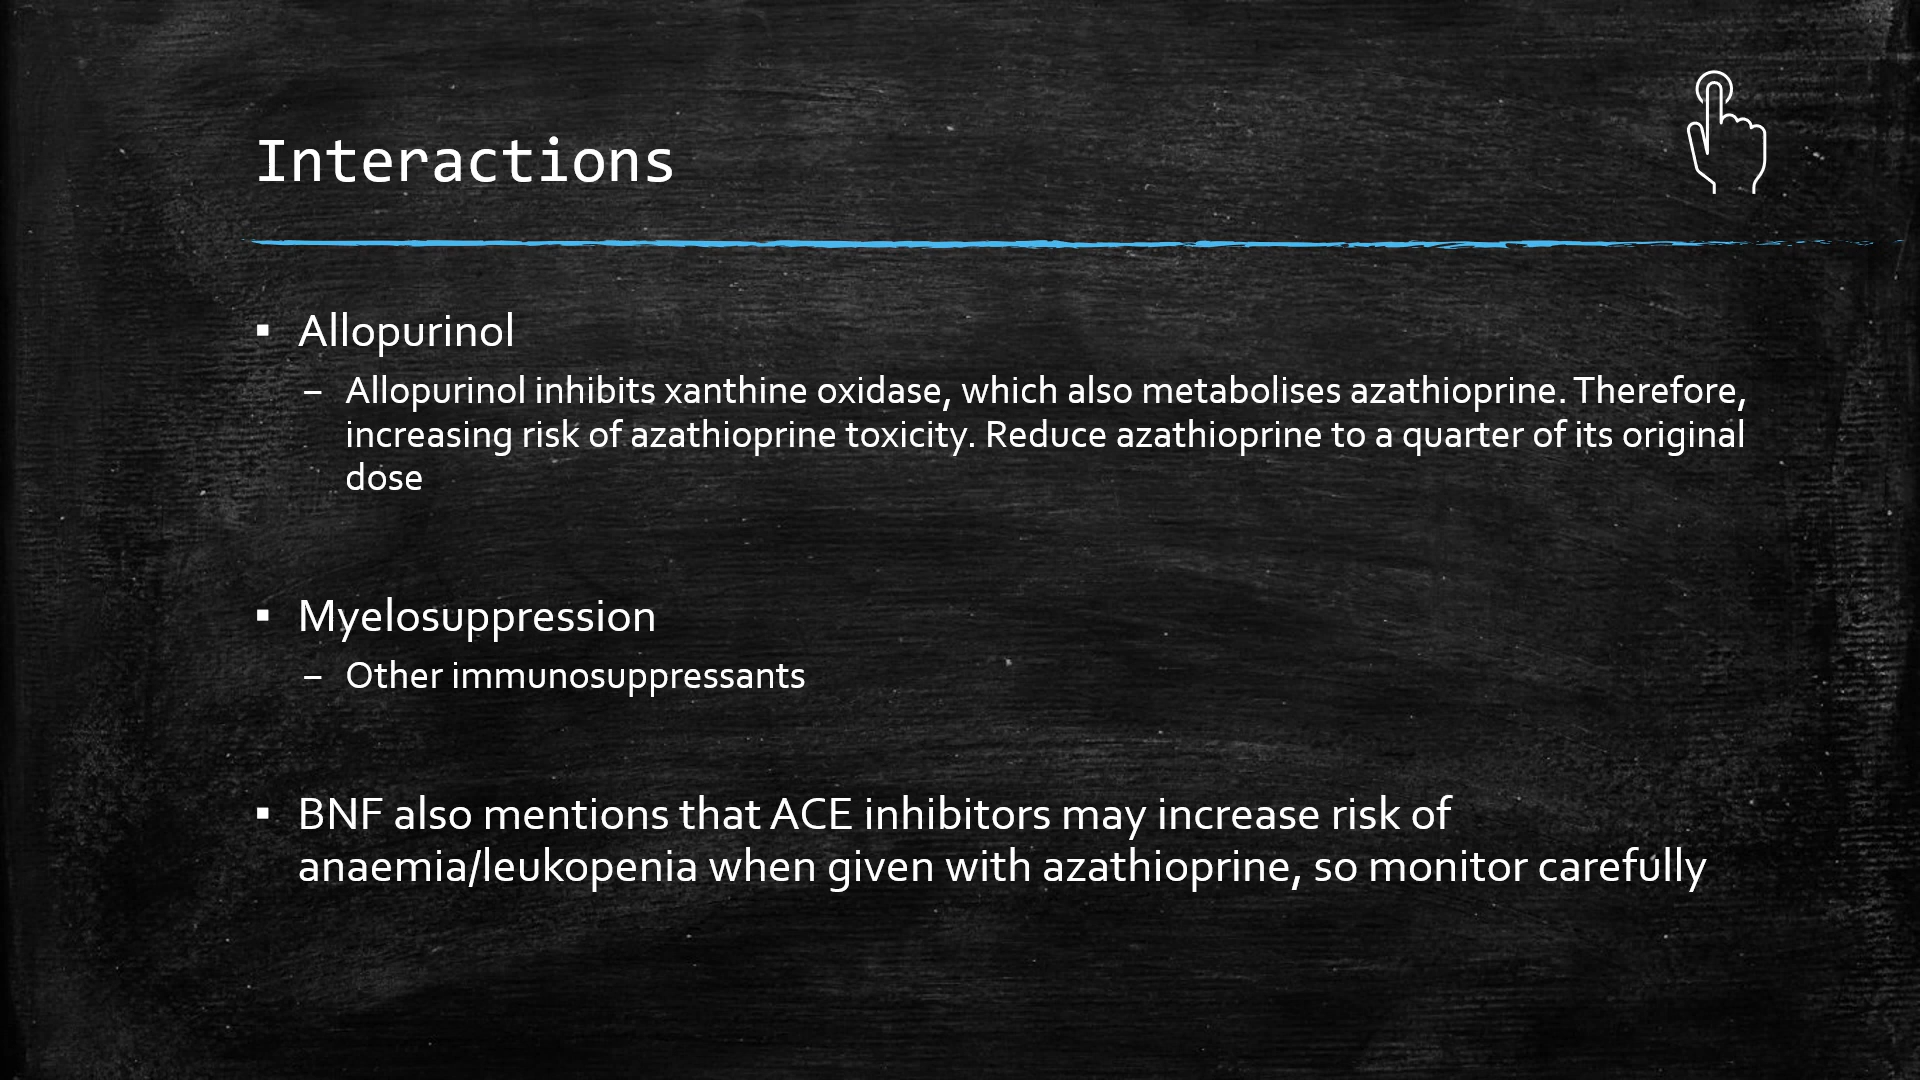 Interactions
▪ Allopurinol
– Allopurinol inhibits xanthine oxidase, which also metabolises azathioprine. Therefore,
increasing risk of azathioprine toxicity. Reduce azathioprine to a quarter of its original
dose
▪ Myelosuppression
– Other immunosuppressants
▪ BNF also mentions that ACE inhibitors may increase risk of
anaemia/leukopenia when given with azathioprine, so monitor carefully